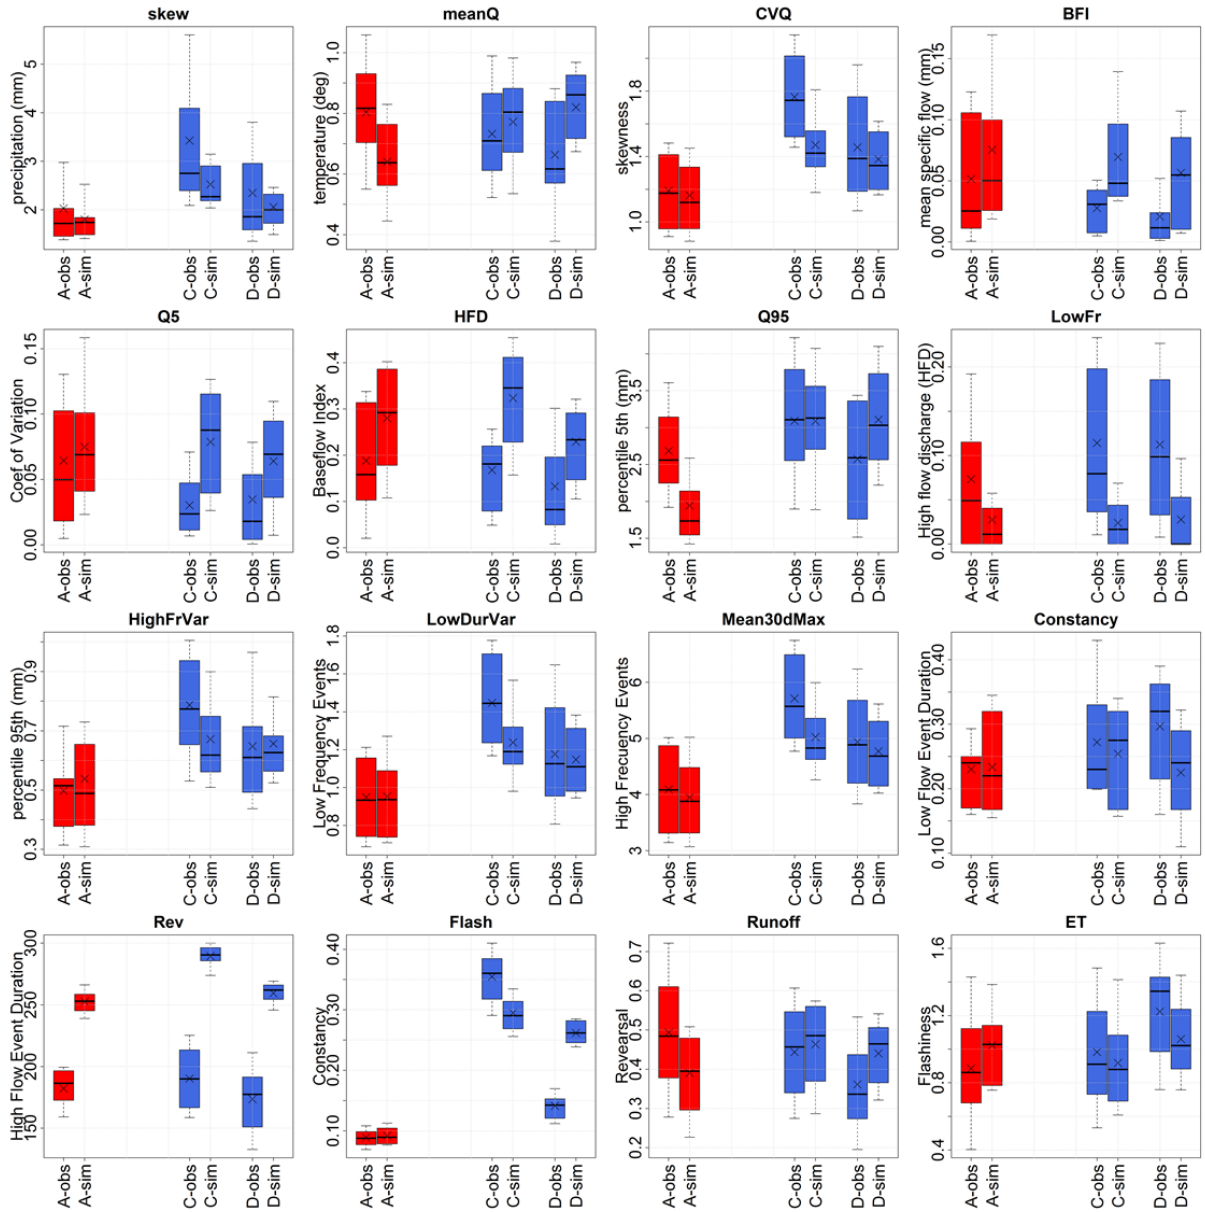 skew meanQ CVQ BFI
precipitation (mm)
2 3 4 5
A-obs A-sim C-obs C-sim D-obs D-sim
temperature (deg)
0.4 0.6 0.8 1.0
A-obs A-sim C-obs C-sim D-obs D-sim
skewness
1.0 1.4 1.8
A-obs A-sim C-obs C-sim D-obs D-sim
mean specific flow (mm)
0.00 0.05 0.10 0.15
A-obs A-sim C-obs C-sim D-obs D-sim
Q5 HFD Q95 LowFr
Coef of Variation
0.00 0.05 0.10 0.15
A-obs A-sim C-obs C-sim D-obs D-sim
Baseflow Index
0.0 0.1 0.2 0.3 0.4
A-obs A-sim C-obs C-sim D-obs D-sim
percentile 5th (mm)
1.5 2.5 3.5
A-obs A-sim C-obs C-sim D-obs D-sim
High flow discharge (HFD)
0.00 0.10 0.20
A-obs A-sim C-obs C-sim D-obs D-sim
HighFrVar LowDurVar Mean30dMax Constancy
percentile 95th (mm)
0.3 0.5 0.7 0.9
A-obs A-sim C-obs C-sim D-obs D-sim
Low Frequency Events
0.8 1.0 1.2 1.4 1.6 1.8
A-obs A-sim C-obs C-sim D-obs D-sim
High Frecuency Events
3 4 5 6
A-obs A-sim C-obs C-sim D-obs D-sim
Low Flow Event Duration
0.10 0.20 0.30 0.40
A-obs A-sim C-obs C-sim D-obs D-sim
Rev Flash Runoff ET
High Flow Event Duration
150 200 250 300
A-obs A-sim C-obs C-sim D-obs D-sim
Constancy
0.10 0.20 0.30 0.40
A-obs A-sim C-obs C-sim D-obs D-sim
Revearsal
0.2 0.3 0.4 0.5 0.6 0.7
A-obs A-sim C-obs C-sim D-obs D-sim
Flashiness
0.4 0.8 1.2 1.6
A-obs A-sim C-obs C-sim D-obs D-sim